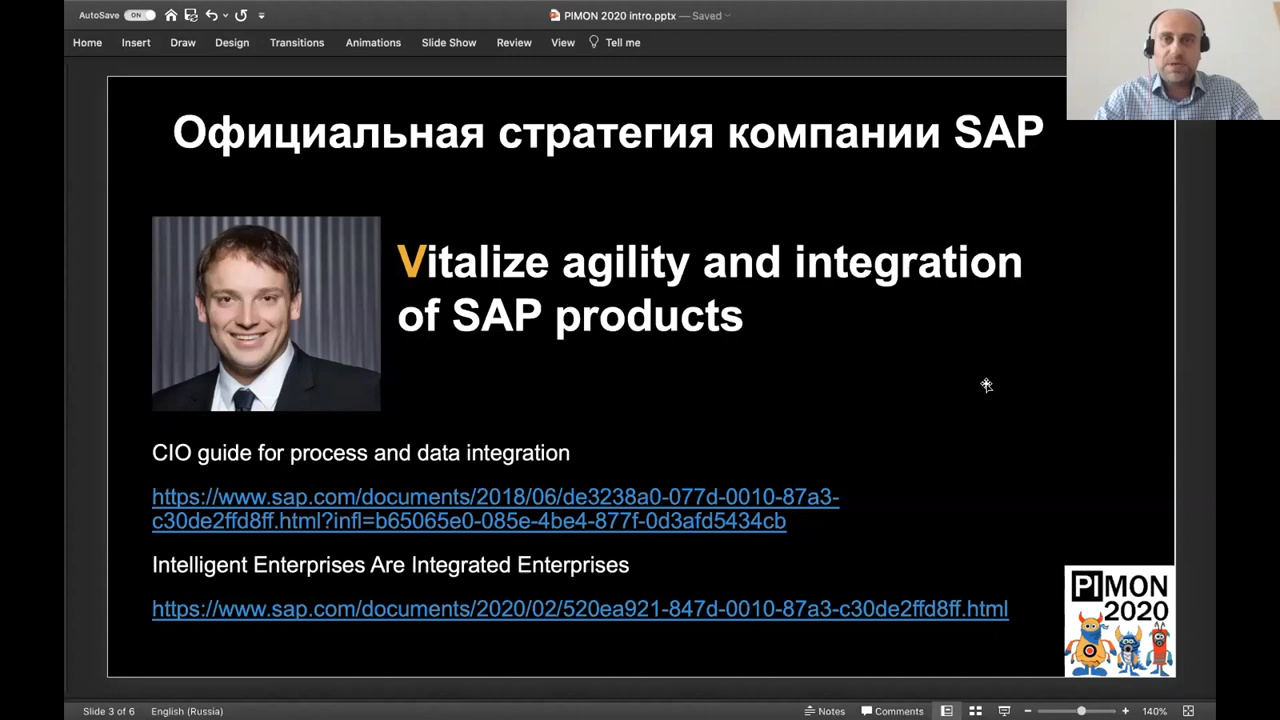 AutoSave ON PIMON 2020 intro.pptx — Saved
Home Insert Draw Design Transitions Animations Slide Show Review View Tell me
Официальная стратегия компании SAP
Vitalize agility and integration
of SAP products
CIO guide for process and data integration
https://www.sap.com/documents/2018/06/de3238a0-077d-0010-87a3-
c30de2ffd8ff.html?infl=b65065e0-085e-4be4-877f-0d3afd5434cb
Intelligent Enterprises Are Integrated Enterprises
https://www.sap.com/documents/2020/02/520ea921-847d-0010-87a3-c30de2ffd8ff.html
PIMON
2020
Slide 3 of 6 English (Russia) Notes Comments 140%